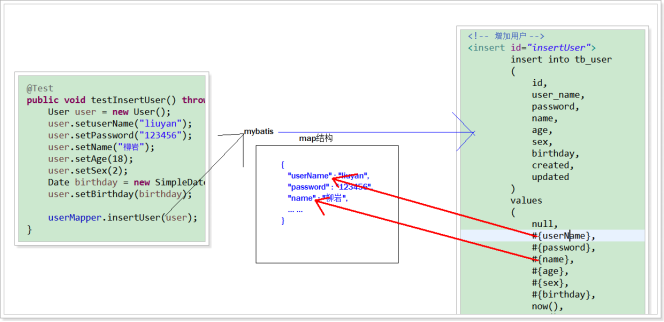 @Test
public void testInsertUser() throw
User user = new User();
user.setuserName("liuyan");
user.setPassword("123456");
user.setName("柳岩");
user.setAge(18);
user.setSex(2);
Date birthday = new SimpleDate
user.setBirthday(birthday);
userMapper.insertUser(user);
}
mybatis
map结构
{
"userName" : "liuyan",
"password" : "123456"
"name" : "柳岩",
... ...
}
<!-- 增加用户 -->
<insert id="insertUser">
insert into tb_user
(
id,
user_name,
password,
name,
age,
sex,
birthday,
created,
updated
)
values
(
null,
#{userName},
#{password},
#{name},
#{age},
#{sex},
#{birthday},
now(),